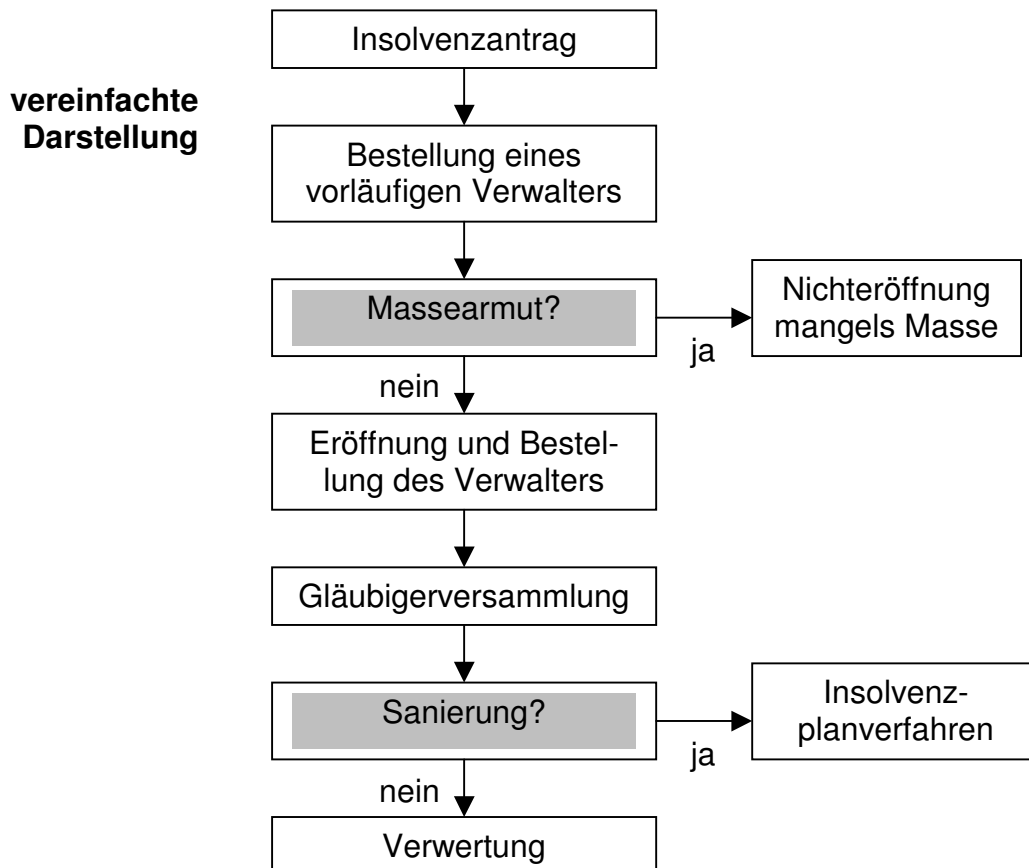 Insolvenzantrag
vereinfachte
Darstellung
Bestellung eines
vorläufigen Verwalters
Massearmut?
Nichteröffnung
mangels Masse
ja
nein
Eröffnung und Bestel-
lung des Verwalters
Gläubigerversammlung
Sanierung?
Insolvenz-
planverfahren
ja
nein
Verwertung